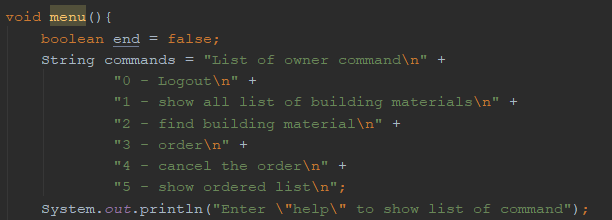 void menu(){
boolean end = false;
String commands = "List of owner command\n" +
"0 - Logout\n" +
"1 - show all list of building materials\n" +
"2 - find building material\n" +
"3 - order\n" +
"4 - cancel the order\n" +
"5 - show ordered list\n";
System.out.println("Enter \"help\" to show list of command");